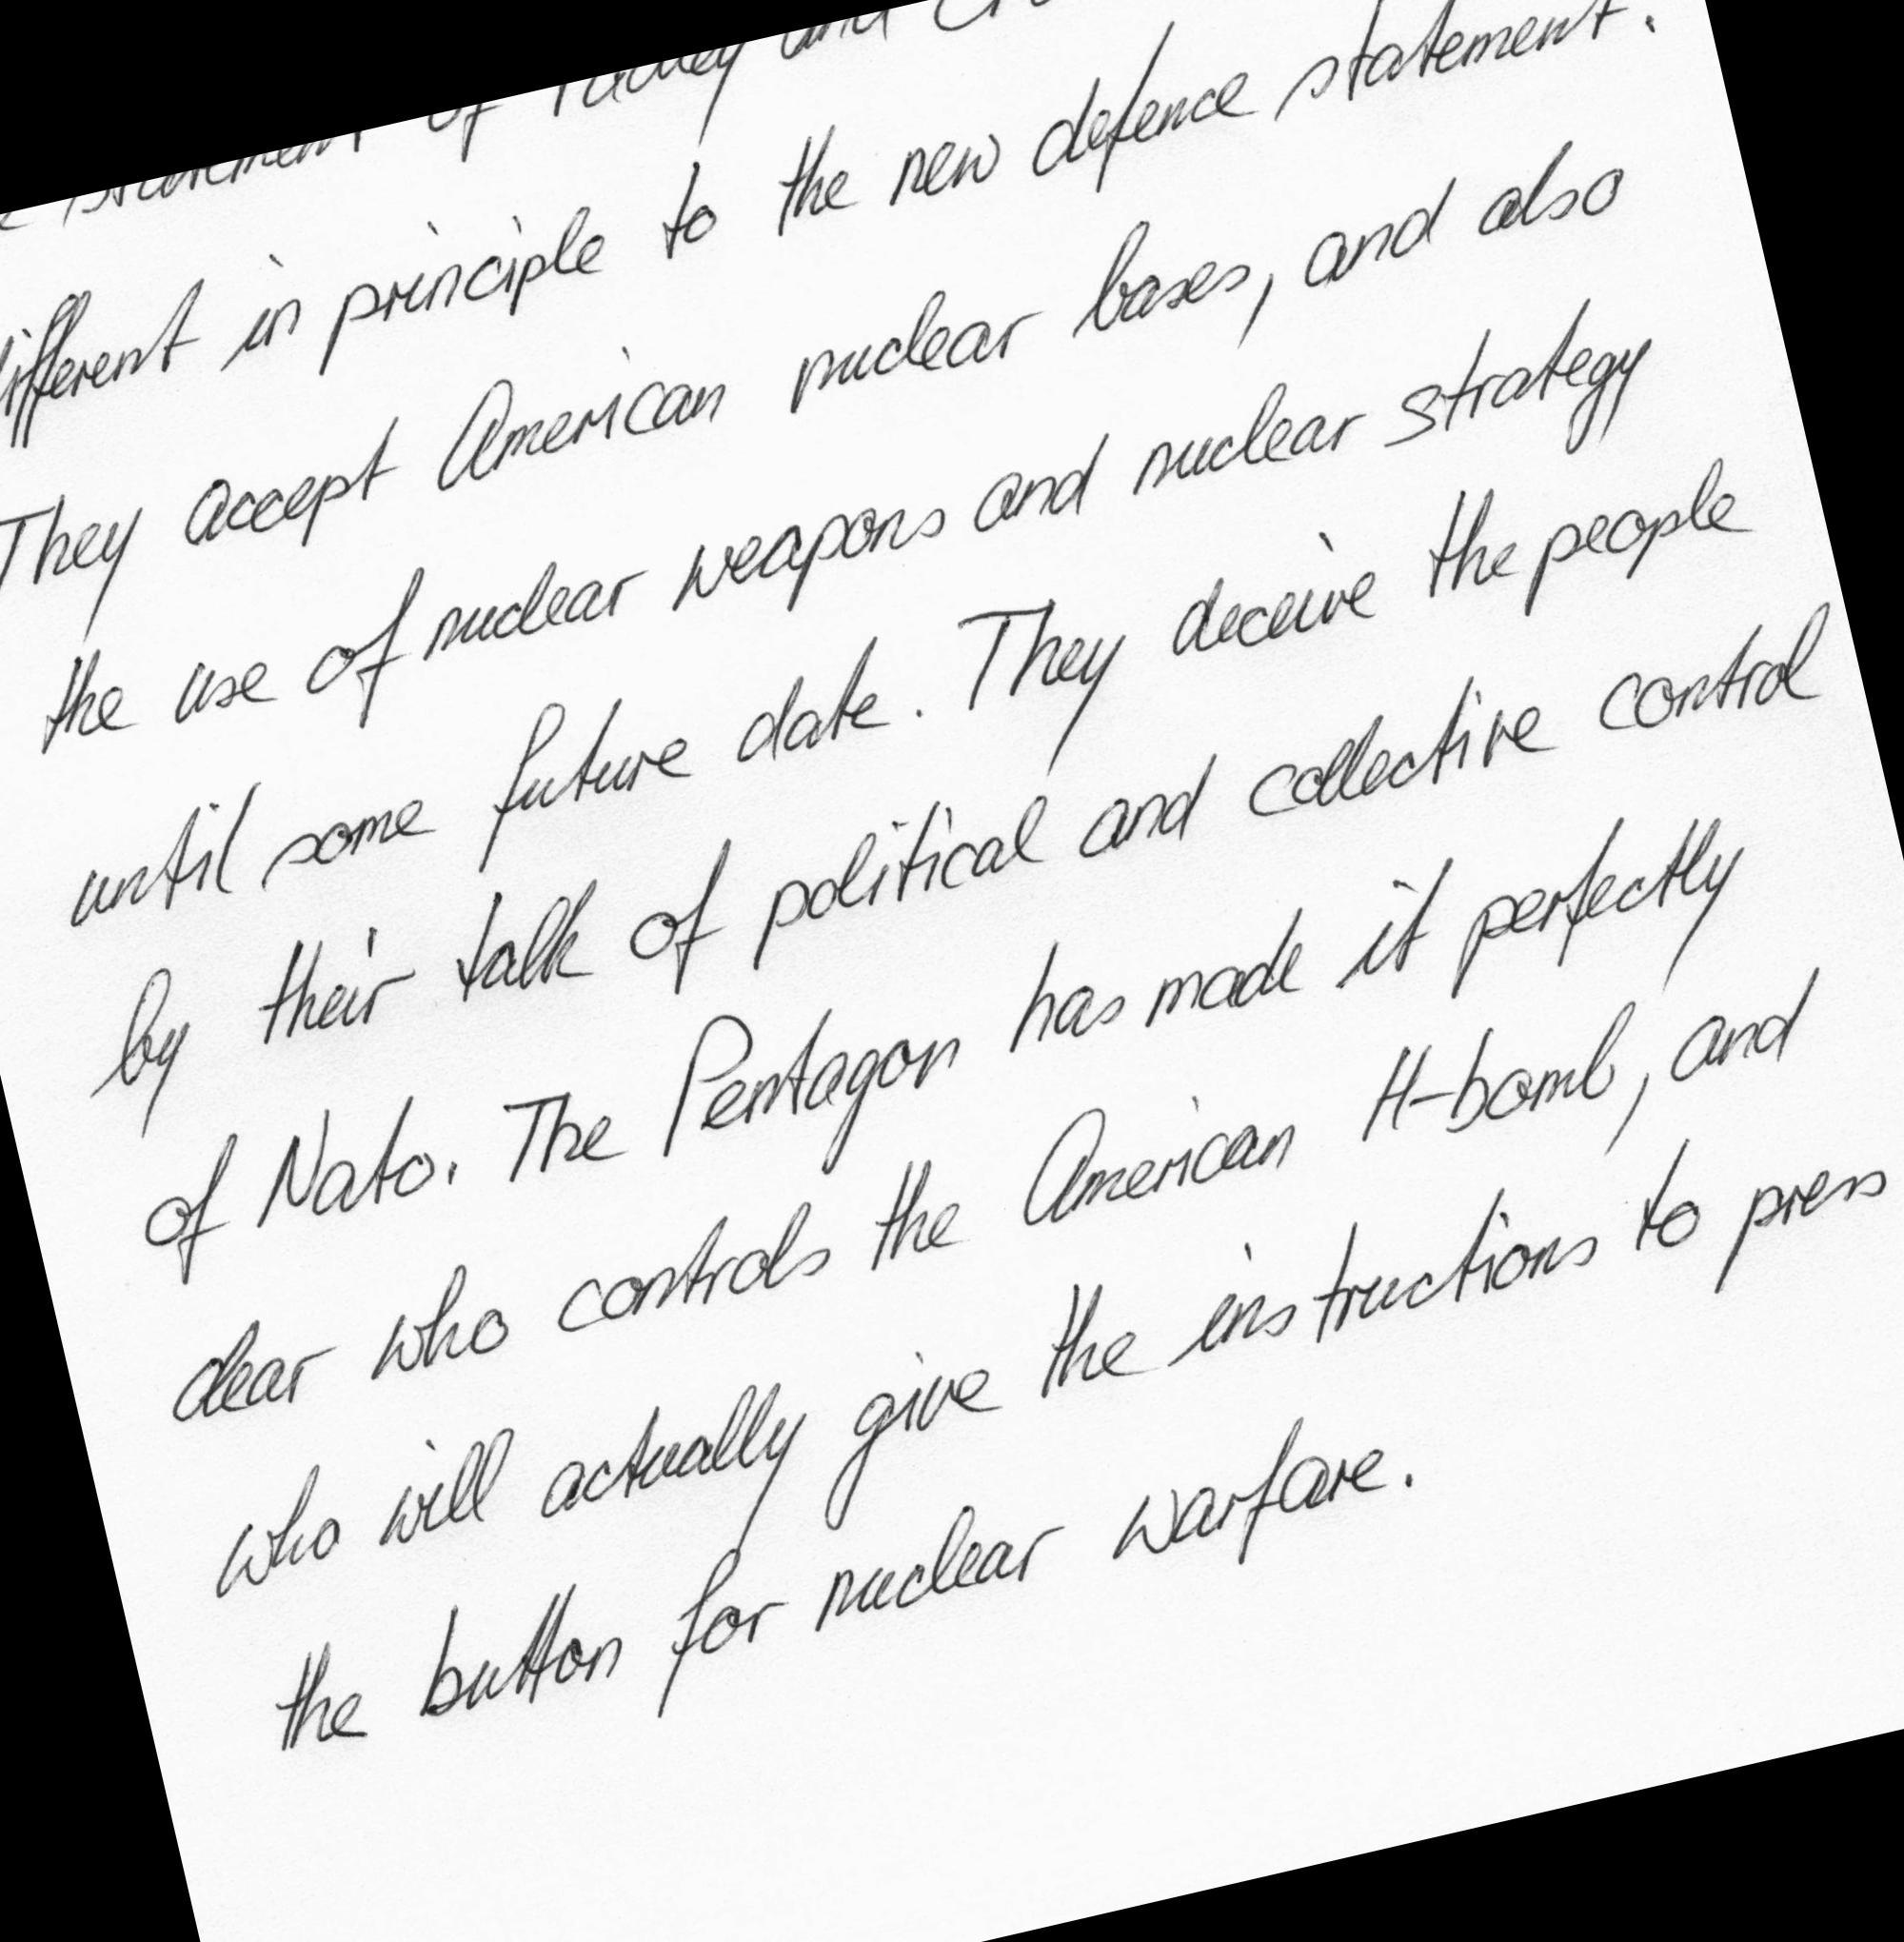 statement of Padley and
different in principle to the new defence statement.
They accept American nuclear bases, and also
the use of nuclear weapons and nuclear strategy
until some future date. They deceive the people
by their talk of political and collective control
of Nato. The Pentagon has made it perfectly
clear who controls the American H-bomb, and
who will actually give the instructions to press
the button for nuclear warfare.